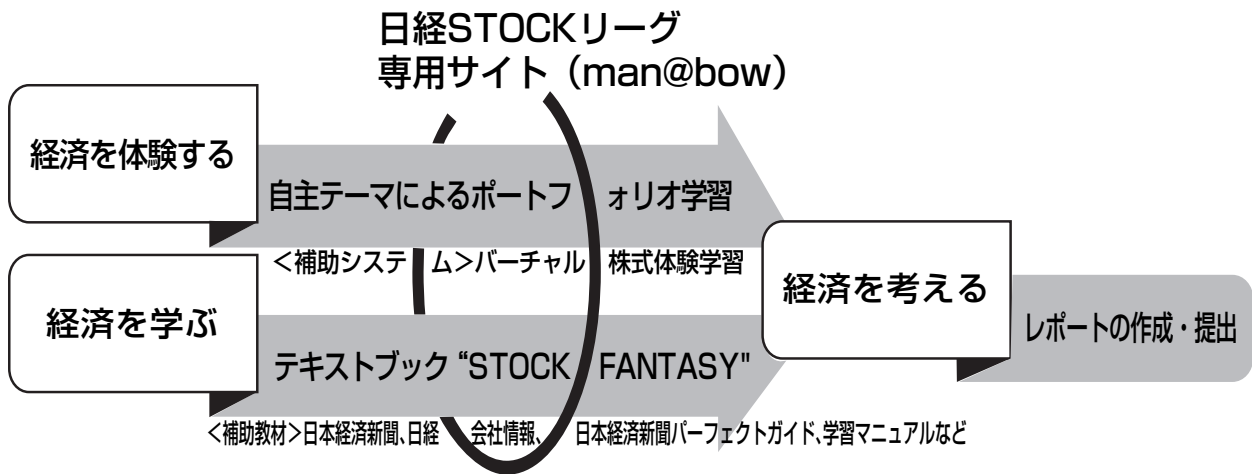 日経STOCKリーグ
専用サイト（man@bow）
経済を体験する
自主テーマによるポートフォリオ学習
＜補助システム＞バーチャル株式体験学習
経済を学ぶ
テキストブック “STOCK FANTASY"
＜補助教材＞日本経済新聞、日経会社情報、日本経済新聞パーフェクトガイド、学習マニュアルなど
経済を考える
レポートの作成・提出